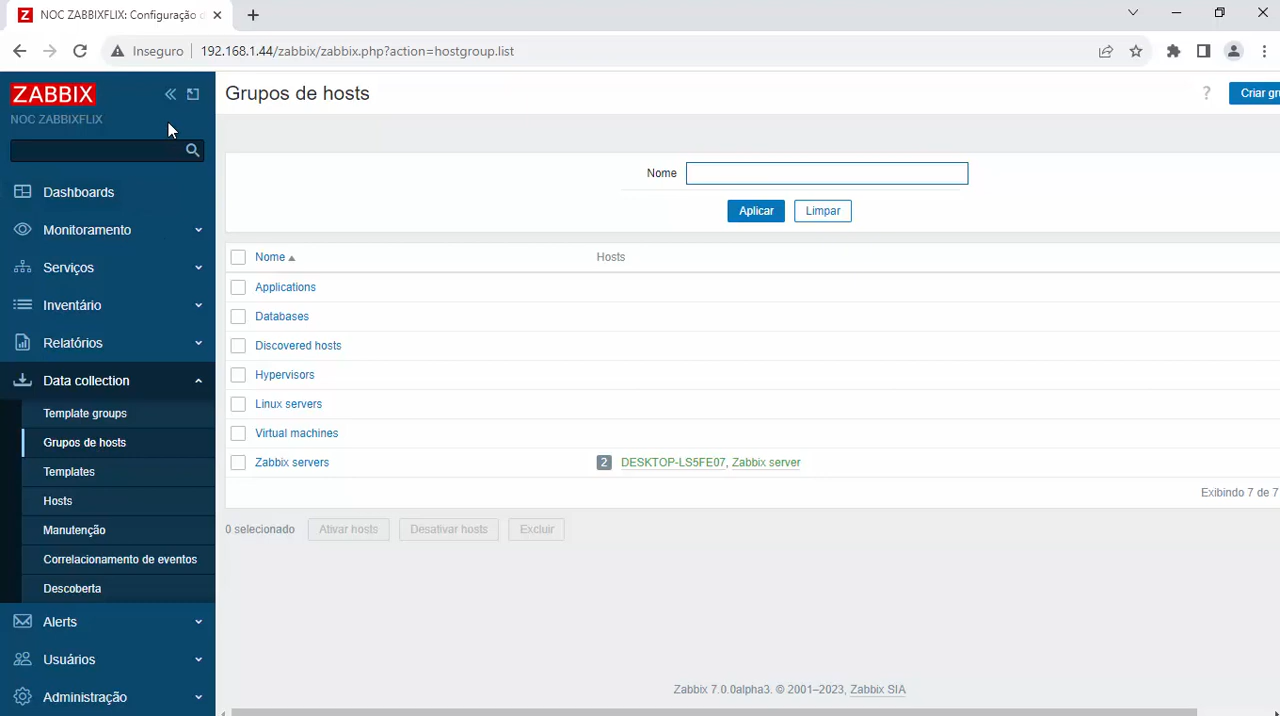 NOC ZABBIXFLIX: Configuração d
Inseguro 192.168.1.44/zabbix/zabbix.php?action=hostgroup.list
ZABBIX
NOC ZABBIXFLIX
Dashboards
Monitoramento
Serviços
Inventário
Relatórios
Data collection
Template groups
Grupos de hosts
Templates
Hosts
Manutenção
Correlacionamento de eventos
Descoberta
Alerts
Usuários
Administração
Grupos de hosts
? Criar gru
Nome
Aplicar Limpar
Nome Hosts
Applications
Databases
Discovered hosts
Hypervisors
Linux servers
Virtual machines
Zabbix servers 2 DESKTOP-LS5FE07, Zabbix server
Exibindo 7 de 7
0 selecionado Ativar hosts Desativar hosts Excluir
Zabbix 7.0.0alpha3. © 2001–2023, Zabbix SIA